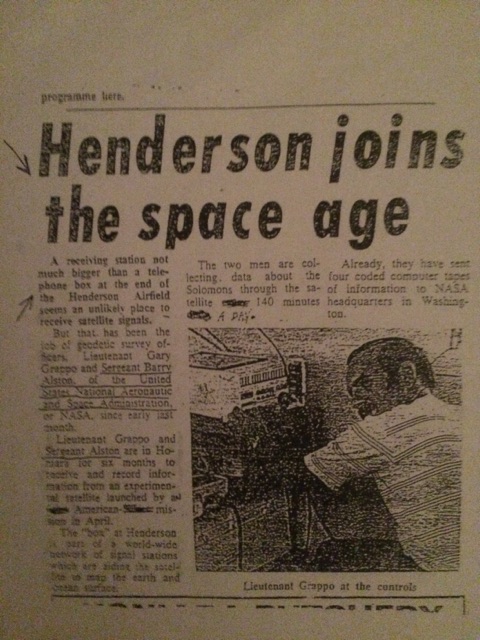 programme here.
Henderson joins
the space age
A receiving station not
much bigger than a tele-
phone box at the end of
the Henderson Airfield
seems an unlikely place to
receive satellite signals.
But that has been the
job of geodetic survey of-
ficers, Lieutenant Gary
Grappo and Sergeant Barry
Alston, of the United
States National Aeronautic
and Space Administration,
or NASA, since early last
month.
Lieutenant Grappo and
Sergeant Alston are in Ho-
niara for six months to
receive and record infor-
mation from an experimen-
tal satellite launched by an
American mis-
sion in April.
The "box" at Henderson
is part of a world-wide
network of signal stations
which are aiding the satel-
lite to map the earth and
ocean surface.
The two men are col-
lecting data about the
Solomons through the sa-
tellite 140 minutes
A DAY.
Already, they have sent
four coded computer tapes
of information to NASA
headquarters in Washing-
ton.
Lieutenant Grappo at the controls